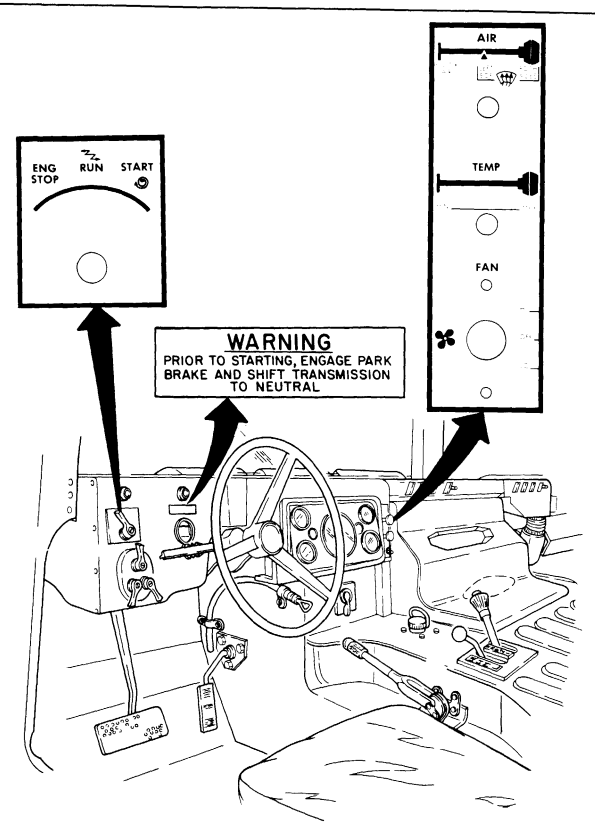 ENG
STOP
RUN
START
WARNING
PRIOR TO STARTING, ENGAGE PARK
BRAKE AND SHIFT TRANSMISSION
TO NEUTRAL
AIR
TEMP
FAN